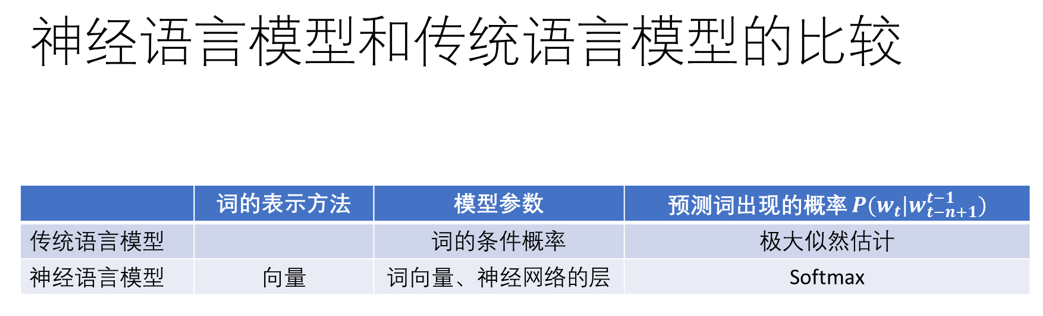 神经语言模型和传统语言模型的比较
词的表示方法 模型参数 预测词出现的概率 P(w_t|w_{t-n+1}^{t-1})
传统语言模型 词的条件概率 极大似然估计
神经语言模型 向量 词向量、神经网络的层 Softmax